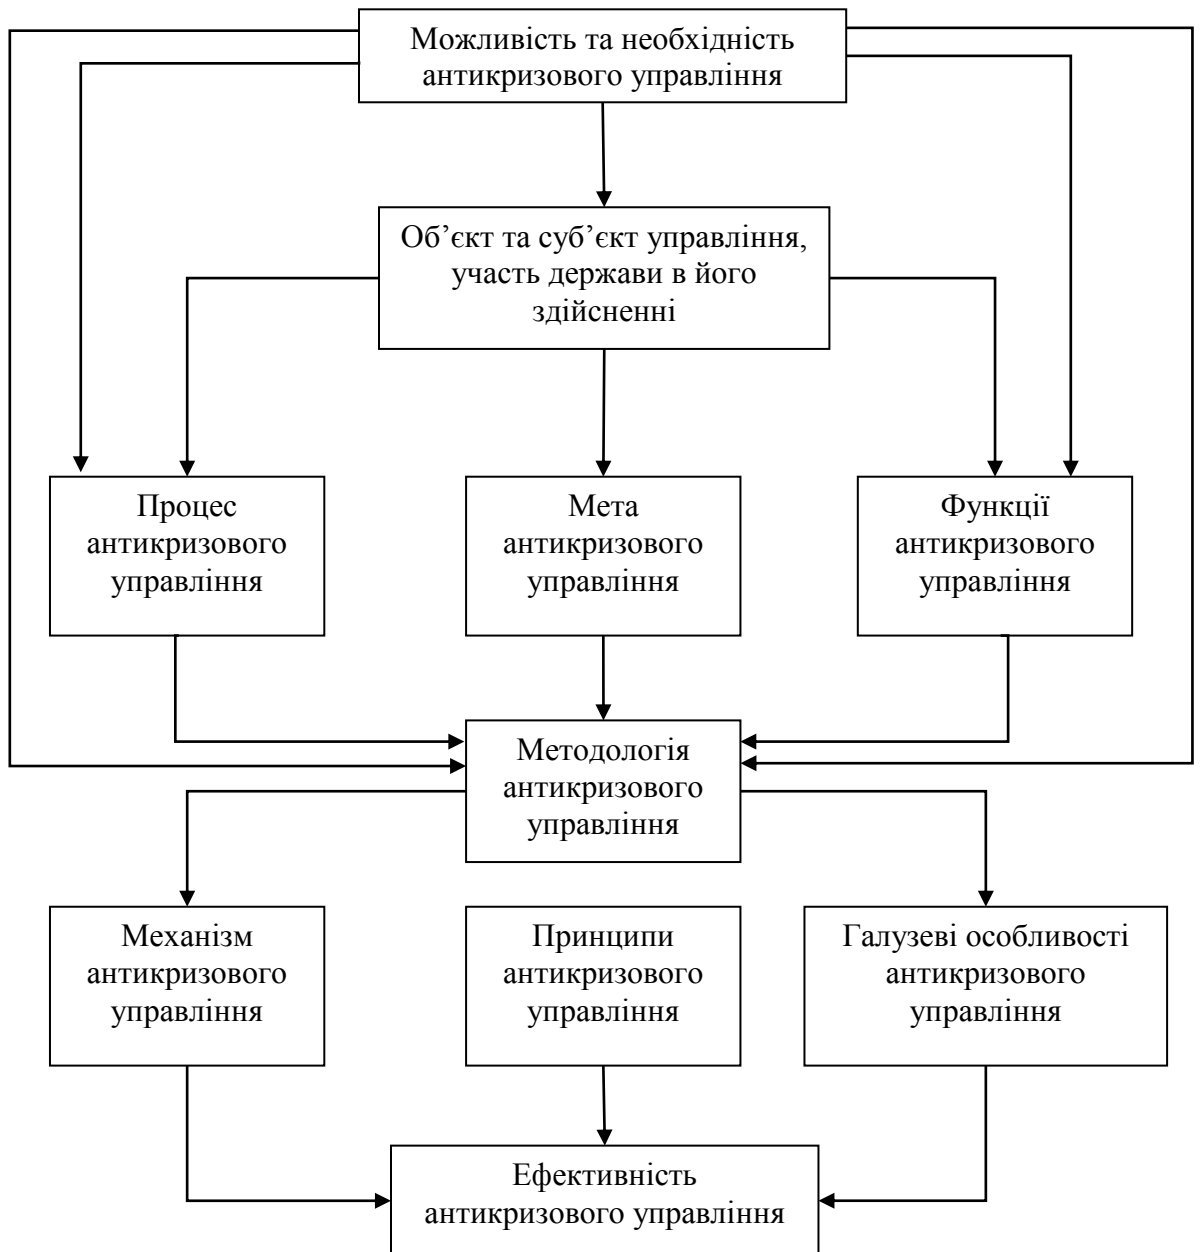 Можливість та необхідність
антикризового управління
Об’єкт та суб’єкт управління,
участь держави в його
здійсненні
Процес
антикризового
управління
Мета
антикризового
управління
Функції
антикризового
управління
Методологія
антикризового
управління
Механізм
антикризового
управління
Принципи
антикризового
управління
Галузеві особливості
антикризового
управління
Ефективність
антикризового управління